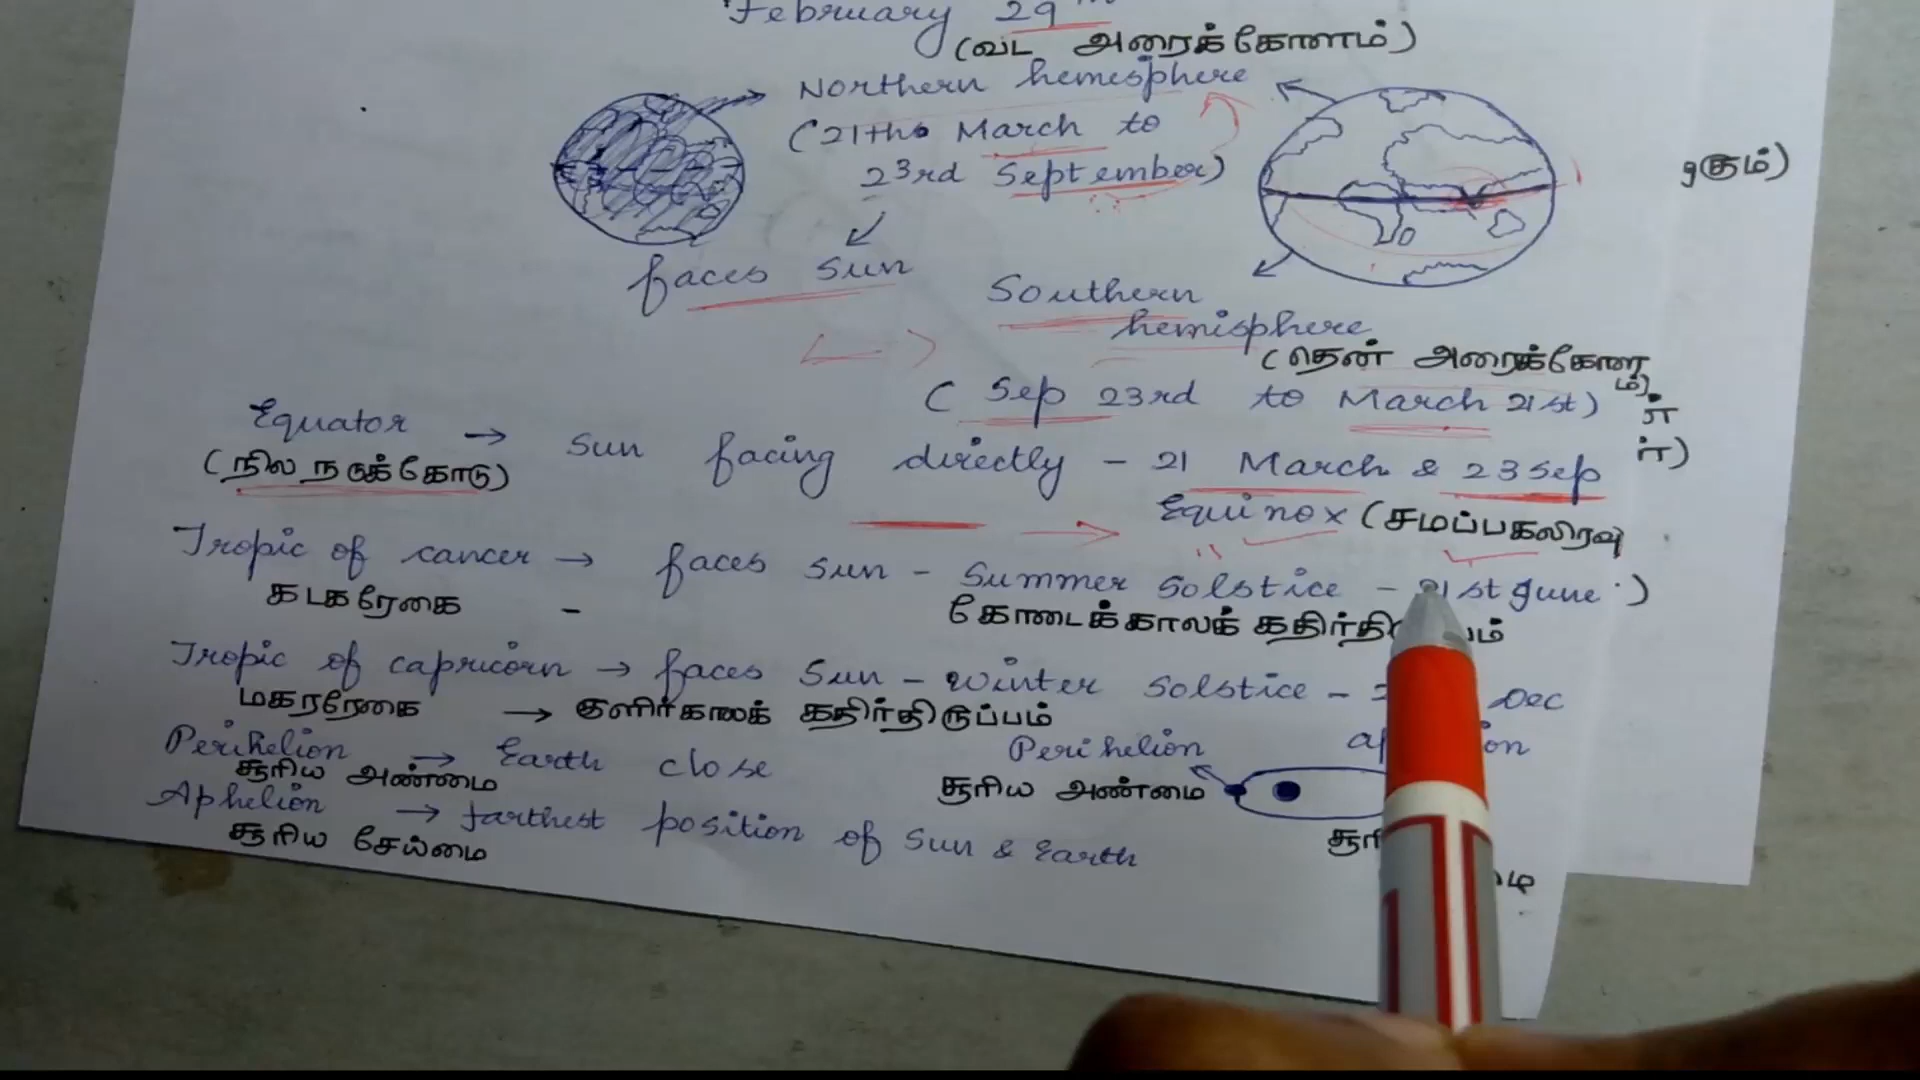 February 29th
(வட அரைக்கோளம்)
Northern hemesphere
(21th March to
23rd September)
faces sun
Southern
hemisphere
(தென் அரைக்கோள
ம்)
(Sep 23rd to March 21st)
Equator → sun facing directly - 21 March & 23 Sep
(நில நடுக்கோடு)
Equinox (சமப்பகலிரவு
Tropic of cancer → faces sun - Summer Solstice - 21st June.)
கடகரேகை - கோடைக்காலக்
Tropic of capricorn → faces Sun - Winter Solstice - Dec
மகரரேகை → குளிர்காலக் கதிர்திருப்பம்
Perihelion → Earth close
சூரிய அண்மை
Perihelion
சூரிய அண்மை
Aphelion → farthest position of Sun & Earth
சூரிய சேய்மை